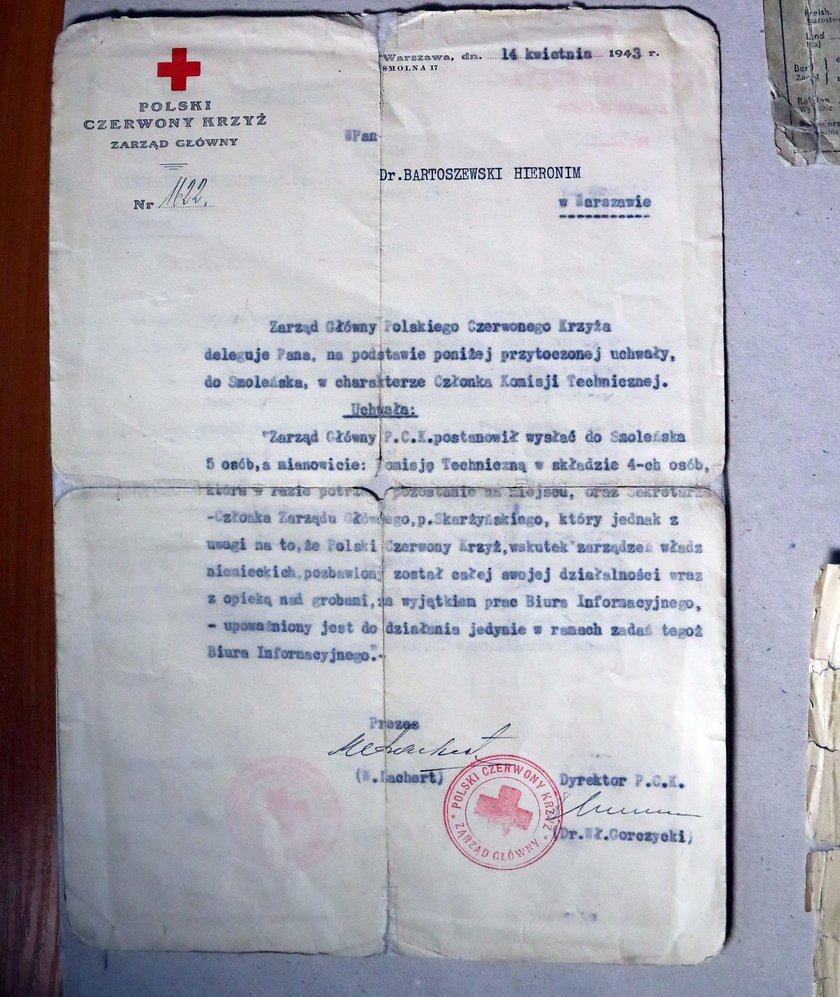 POLSKI
CZERWONY KRZYŻ
ZARZĄD GŁÓWNY
Nr 1622.
Warszawa, dn. 14 kwietnia 1943 r.
SMOLNA 17
WPan
Dr.BARTOSZEWSKI HIERONIM
w Warszawie
Zarząd Główny Polskiego Czerwonego Krzyża
deleguje Pana, na podstawie poniżej przytoczonej uchwały,
do Smoleńska, w charakterze Członka Komisji Technicznej.
Uchwała:
"Zarząd Główny P.C.K.postanowił wysłać do Smoleńska
5 osób,a mianowicie: Komisję Techniczną w składzie 4-ch osób,
która w razie pozostanie na miejscu, oraz Sekretarza
-Członka Zarządu Głównego,p.Skarżyńskiego, który jednak z
uwagi na to,że Polski Czerwony Krzyż,wskutek zarządzeń władz
niemieckich,pozbawiony został całej swojej działalności wraz
z opieką nad grobami,za wyjątkiem prac Biura Informacyjnego,
- upoważniony jest do działania jedynie w ramach zadań tegoż
Biura Informacyjnego".-
Prezes
(W.Lachert)
POLSKI CZERWONY KRZYŻ
ZARZĄD GŁÓWNY
Dyrektor P.C.K.
(Dr.Wł.Gorczycki)